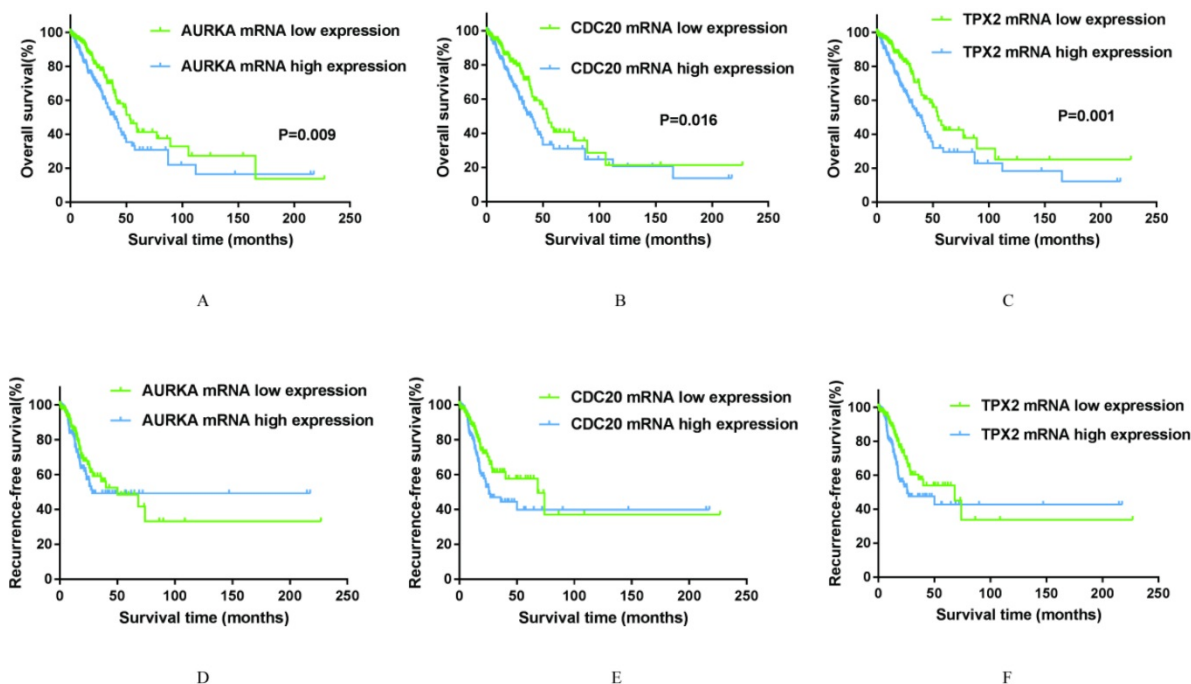 AURKA mRNA low expression
AURKA mRNA high expression
P=0.009
Overall survival(%)
100
80
60
40
20
0
0 50 100 150 200 250
Survival time (months)
A
CDC20 mRNA low expression
CDC20 mRNA high expression
P=0.016
Overall survival(%)
100
80
60
40
20
0
0 50 100 150 200 250
Survival time (months)
B
TPX2 mRNA low expression
TPX2 mRNA high expression
P=0.001
Overall survival(%)
100
80
60
40
20
0
0 50 100 150 200 250
Survival time (months)
C
AURKA mRNA low expression
AURKA mRNA high expression
Recurrence-free survival(%)
100
80
60
40
20
0
0 50 100 150 200 250
Survival time (months)
D
CDC20 mRNA low expression
CDC20 mRNA high expression
Recurrence-free survival(%)
100
80
60
40
20
0
0 50 100 150 200 250
Survival time (months)
E
TPX2 mRNA low expression
TPX2 mRNA high expression
Recurrence-free survival(%)
100
80
60
40
20
0
0 50 100 150 200 250
Survival time (months)
F